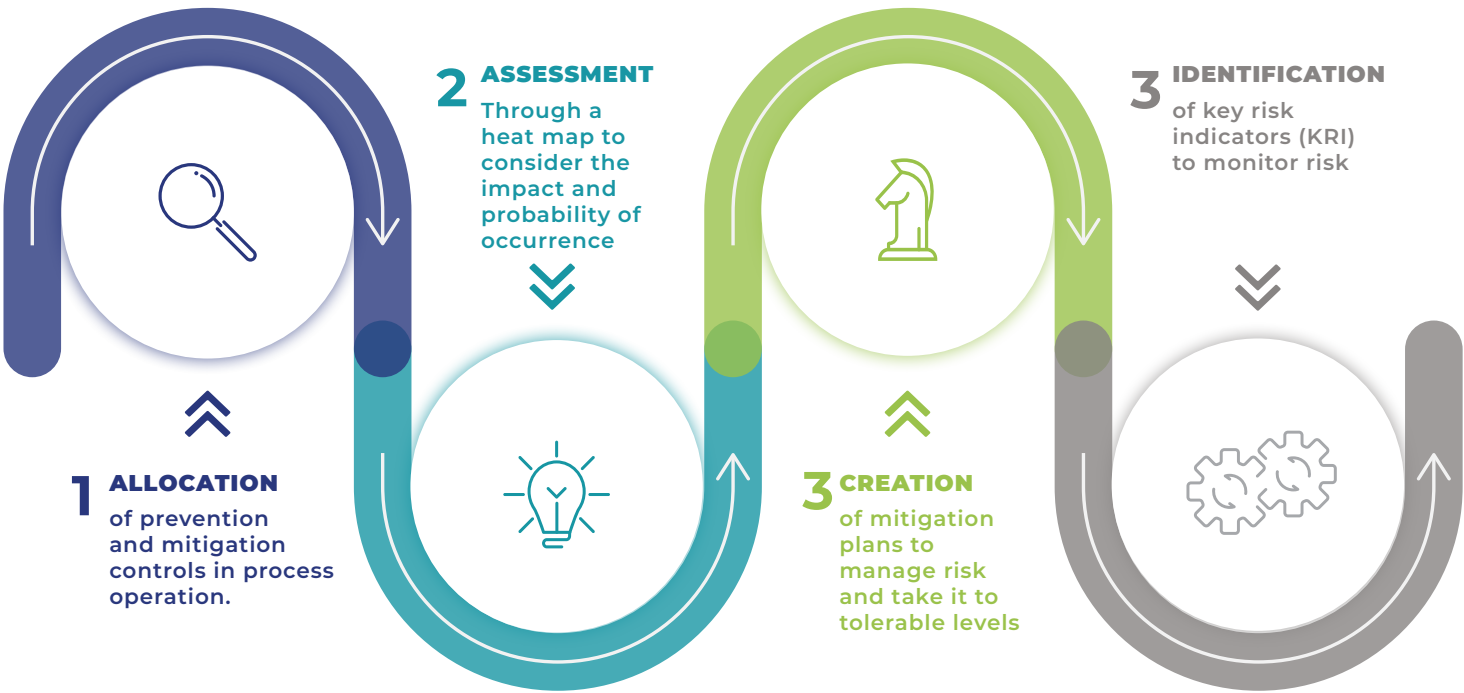 1
ALLOCATION
of prevention
and mitigation
controls in process
operation.
2
ASSESSMENT
Through a
heat map to
consider the
impact and
probability of
occurrence
3
CREATION
of mitigation
plans to
manage risk
and take it to
tolerable levels
3
IDENTIFICATION
of key risk
indicators (KRI)
to monitor risk